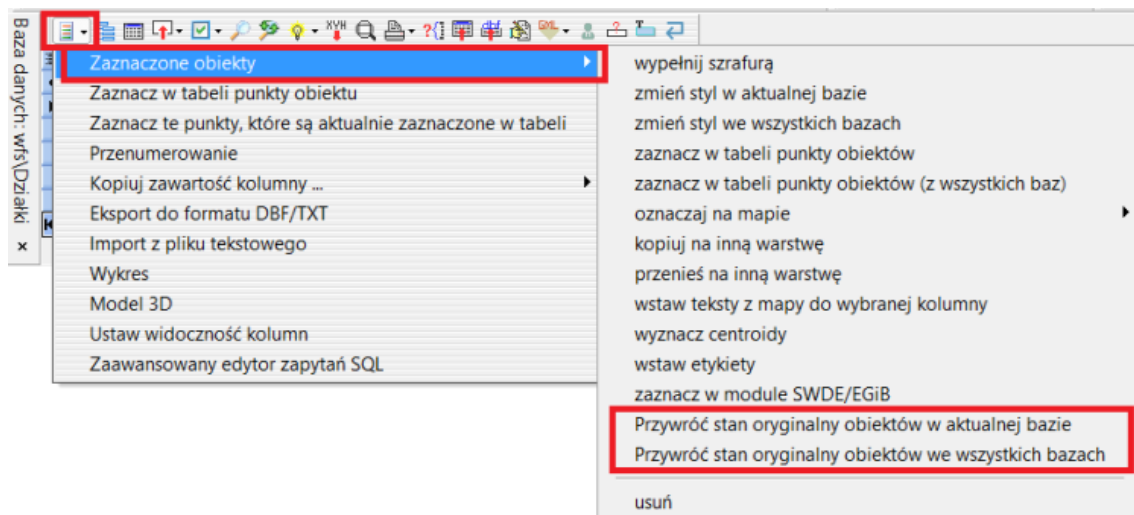 Baza danych: wfs\Działki
Zaznaczone obiekty
Zaznacz w tabeli punkty obiektu
Zaznacz te punkty, które są aktualnie zaznaczone w tabeli
Przenumerowanie
Kopiuj zawartość kolumny ...
Eksport do formatu DBF/TXT
Import z pliku tekstowego
Wykres
Model 3D
Ustaw widoczność kolumn
Zaawansowany edytor zapytań SQL
wypełnij szrafurą
zmień styl w aktualnej bazie
zmień styl we wszystkich bazach
zaznacz w tabeli punkty obiektów
zaznacz w tabeli punkty obiektów (z wszystkich baz)
oznaczaj na mapie
kopiuj na inną warstwę
przenieś na inną warstwę
wstaw teksty z mapy do wybranej kolumny
wyznacz centroidy
wstaw etykiety
zaznacz w module SWDE/EGiB
Przywróć stan oryginalny obiektów w aktualnej bazie
Przywróć stan oryginalny obiektów we wszystkich bazach
usuń